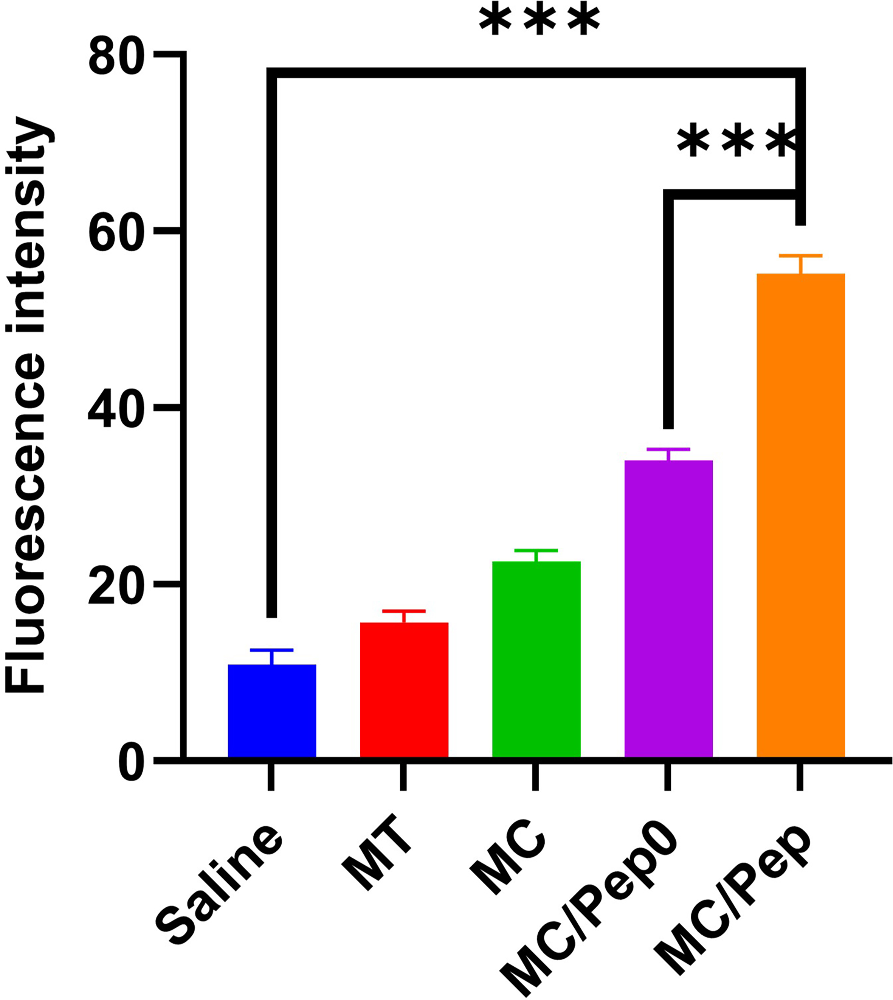 ***
80
***
60
40
20
0
Fluorescence intensity
Saline
MT
MC
MC/Pep0
MC/Pep